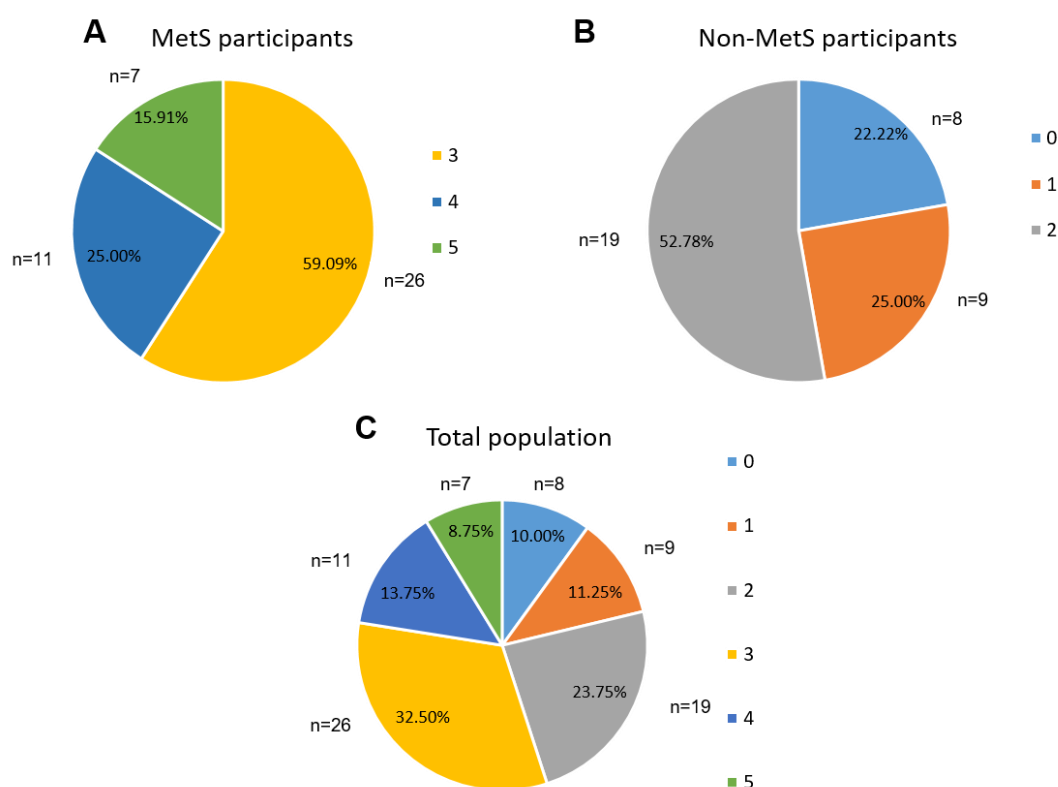 A MetS participants
n=7
15.91%
n=11
25.00%
59.09%
n=26
3
4
5
B Non-MetS participants
n=8
22.22%
n=19
52.78%
25.00%
n=9
0
1
2
C Total population
n=7
n=8
8.75%
10.00%
n=9
n=11
13.75%
11.25%
23.75%
n=19
n=26
32.50%
0
1
2
3
4
5